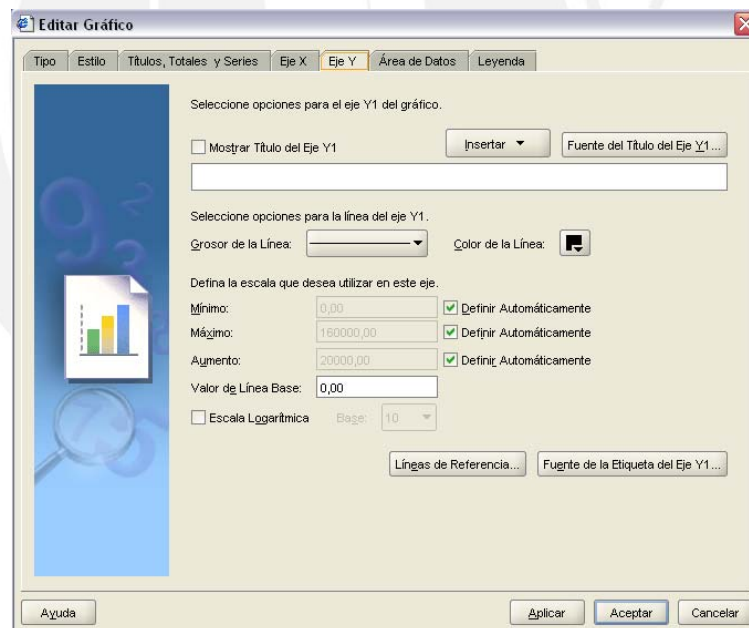 Editar Gráfico
Tipo Estilo Títulos, Totales y Series Eje X Eje Y Área de Datos Leyenda
Seleccione opciones para el eje Y1 del gráfico.
Mostrar Título del Eje Y1 Insertar Fuente del Título del Eje Y1...
Seleccione opciones para la línea del eje Y1.
Grosor de la Línea: Color de la Línea:
Defina la escala que desea utilizar en este eje.
Mínimo: 0,00 Definir Automáticamente
Máximo: 160000,00 Definir Automáticamente
Aumento: 20000,00 Definir Automáticamente
Valor de Línea Base: 0,00
Escala Logarítmica Base: 10
Líneas de Referencia... Fuente de la Etiqueta del Eje Y1...
Ayuda Aplicar Aceptar Cancelar